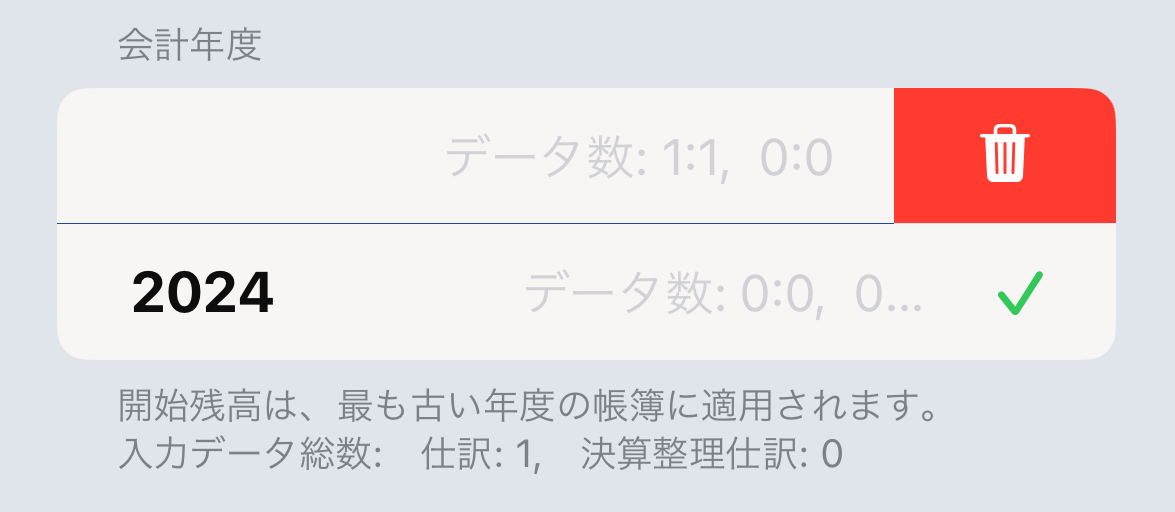 会計年度
データ数: 1:1, 0:0
2024 データ数: 0:0, 0...
開始残高は、最も古い年度の帳簿に適用されます。
入力データ総数: 仕訳: 1, 決算整理仕訳: 0